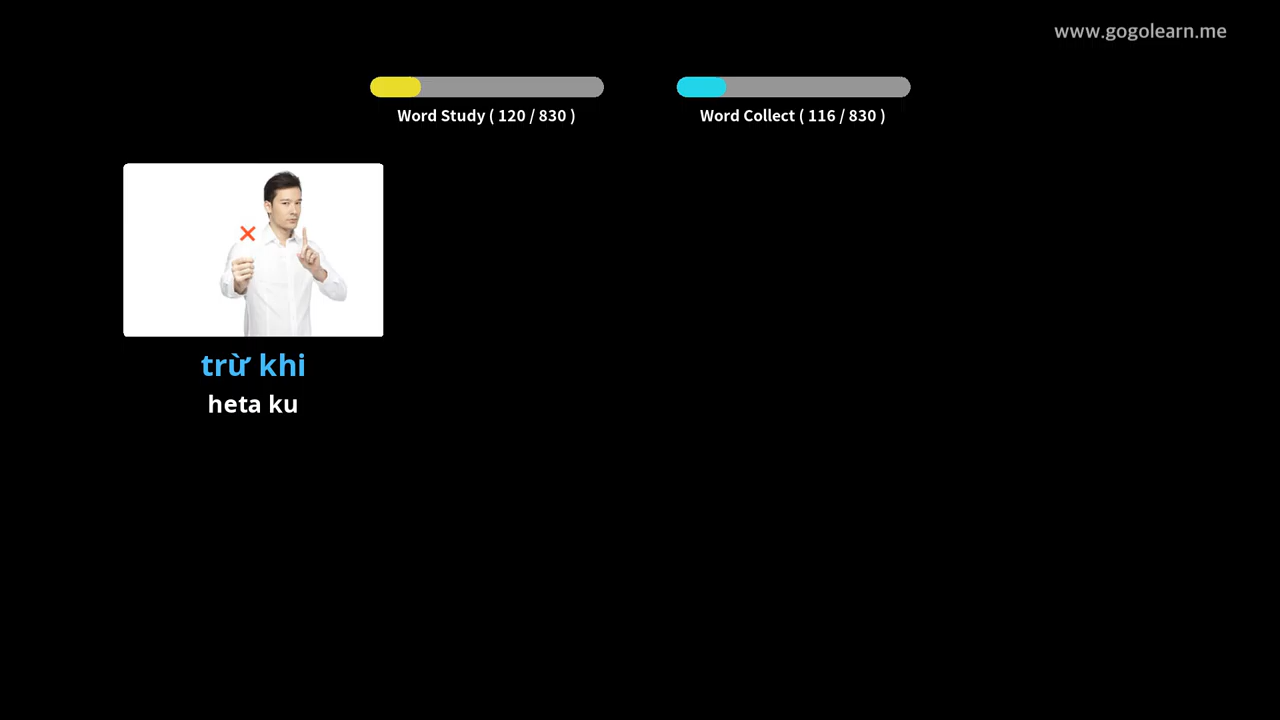 www.gogolearn.me
Word Study ( 120 / 830 )
Word Collect ( 116 / 830 )
trừ khi
heta ku